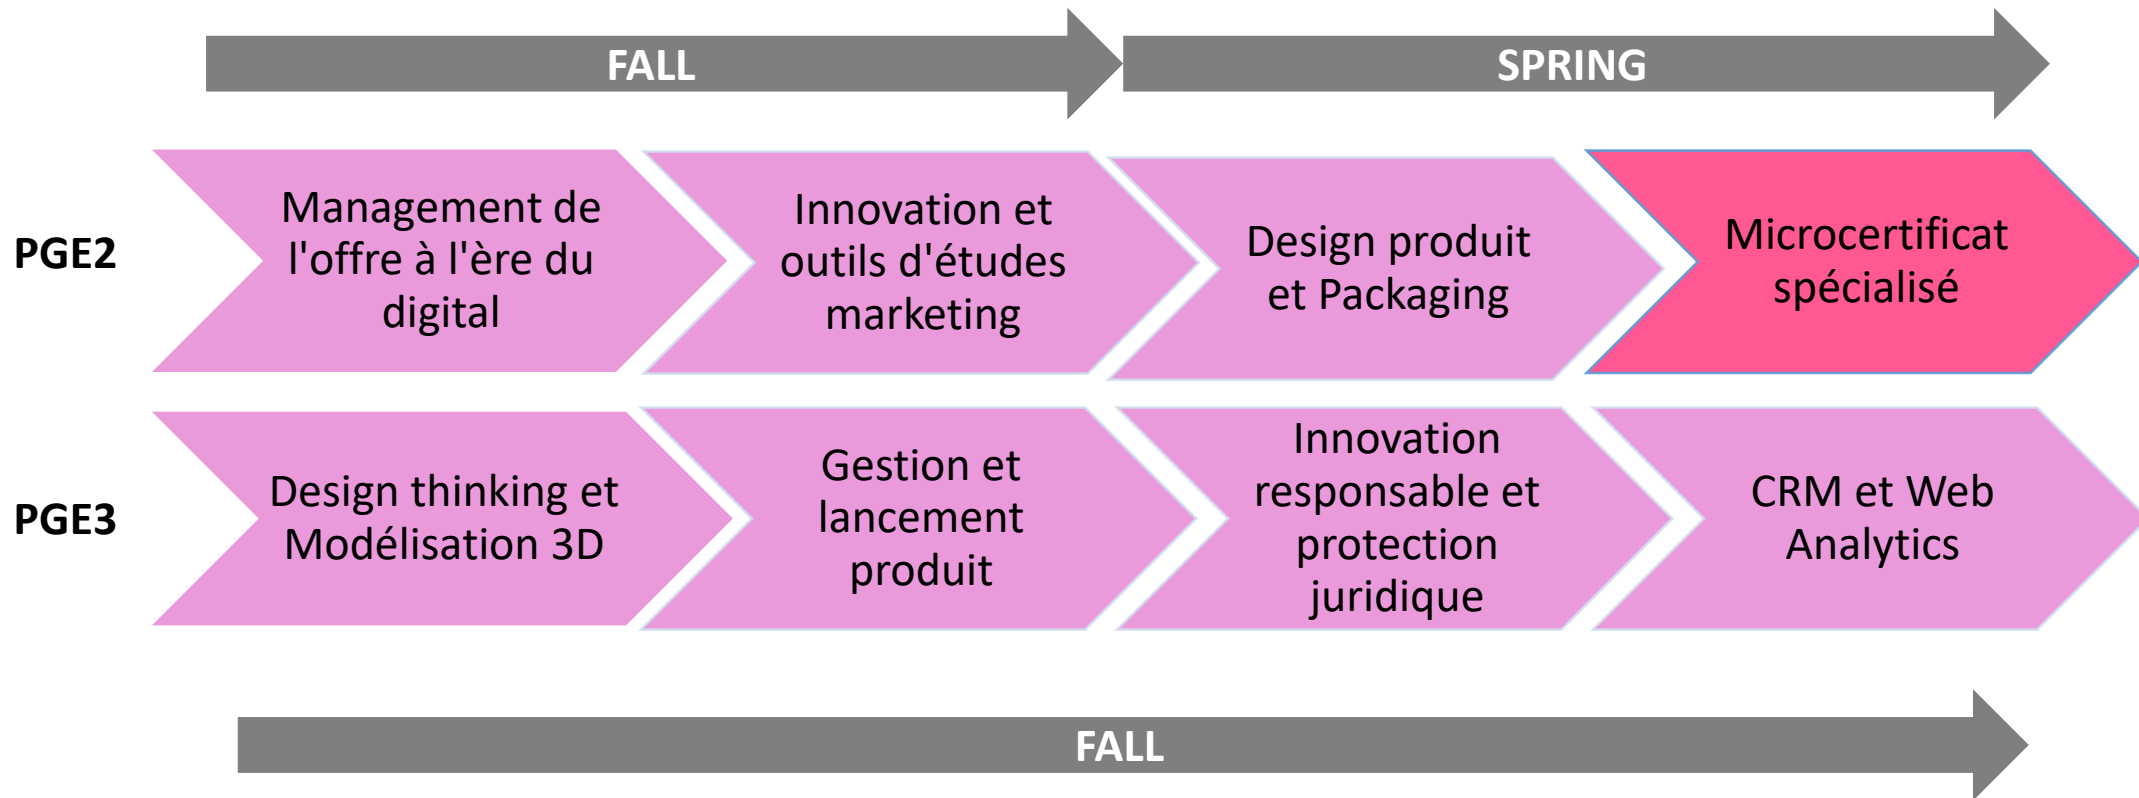 FALL
SPRING
PGE2
Management de
l'offre à l'ère du
digital
Innovation et
outils d'études
marketing
Design produit
et Packaging
Microcertificat
spécialisé
PGE3
Design thinking et
Modélisation 3D
Gestion et
lancement
produit
Innovation
responsable et
protection
juridique
CRM et Web
Analytics
FALL